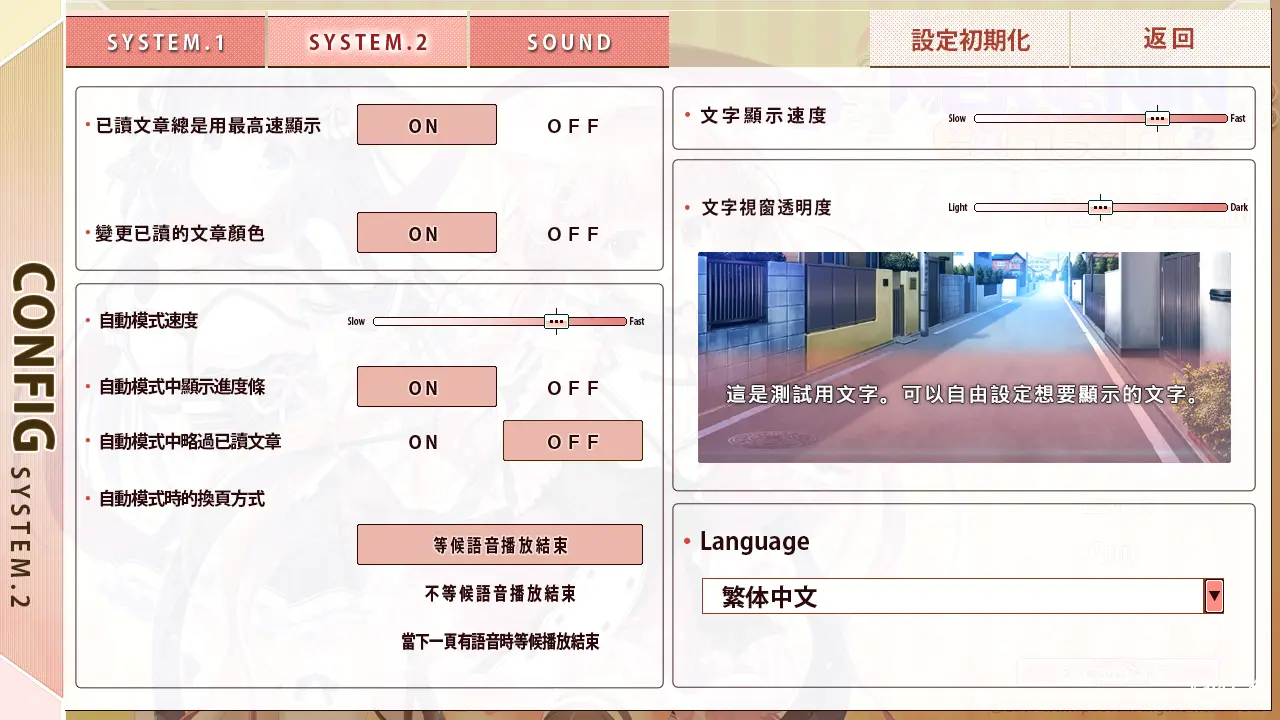 SYSTEM.1
SYSTEM.2
SOUND
設定初期化
返回
已讀文章總是用最高速顯示
ON
OFF
變更已讀的文章顏色
ON
OFF
自動模式速度
Slow
Fast
自動模式中顯示進度條
ON
OFF
自動模式中略過已讀文章
ON
OFF
自動模式時的換頁方式
等候語音播放結束
不等候語音播放結束
當下一頁有語音時等候播放結束
文字顯示速度
Slow
Fast
文字視窗透明度
Light
Dark
這是測試用文字。可以自由設定想要顯示的文字。
Language
繁体中文
CONFIG
SYSTEM.2